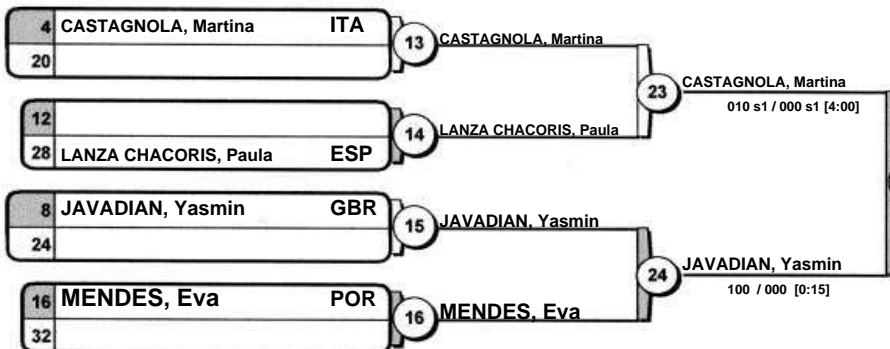 4 CASTAGNOLA, Martina ITA
20
13 CASTAGNOLA, Martina
12
28 LANZA CHACORIS, Paula ESP
14 LANZA CHACORIS, Paula
23 CASTAGNOLA, Martina
010 s1 / 000 s1 [4:00]
8 JAVADIAN, Yasmin GBR
24
15 JAVADIAN, Yasmin
16 MENDES, Eva POR
32
16 MENDES, Eva
24 JAVADIAN, Yasmin
100 / 000 [0:15]